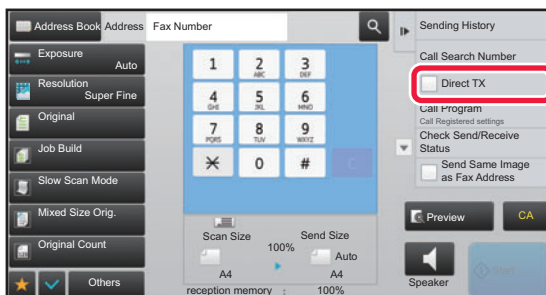 Address Book
Address
Fax Number
Exposure
Auto
Resolution
Super Fine
Original
Job Build
Slow Scan Mode
Mixed Size Orig.
Original Count
Others
1
2
ABC
3
DEF
4
GHI
5
JKL
6
MNO
7
PQRS
8
TUV
9
WXYZ
0
#
C
Scan Size
100%
Send Size
Auto
A4
A4
reception memory : 100%
Sending History
Call Search Number
Direct TX
Call Program
Call Registered settings
Check Send/Receive
Status
Send Same Image
as Fax Address
Preview
CA
Speaker
Start